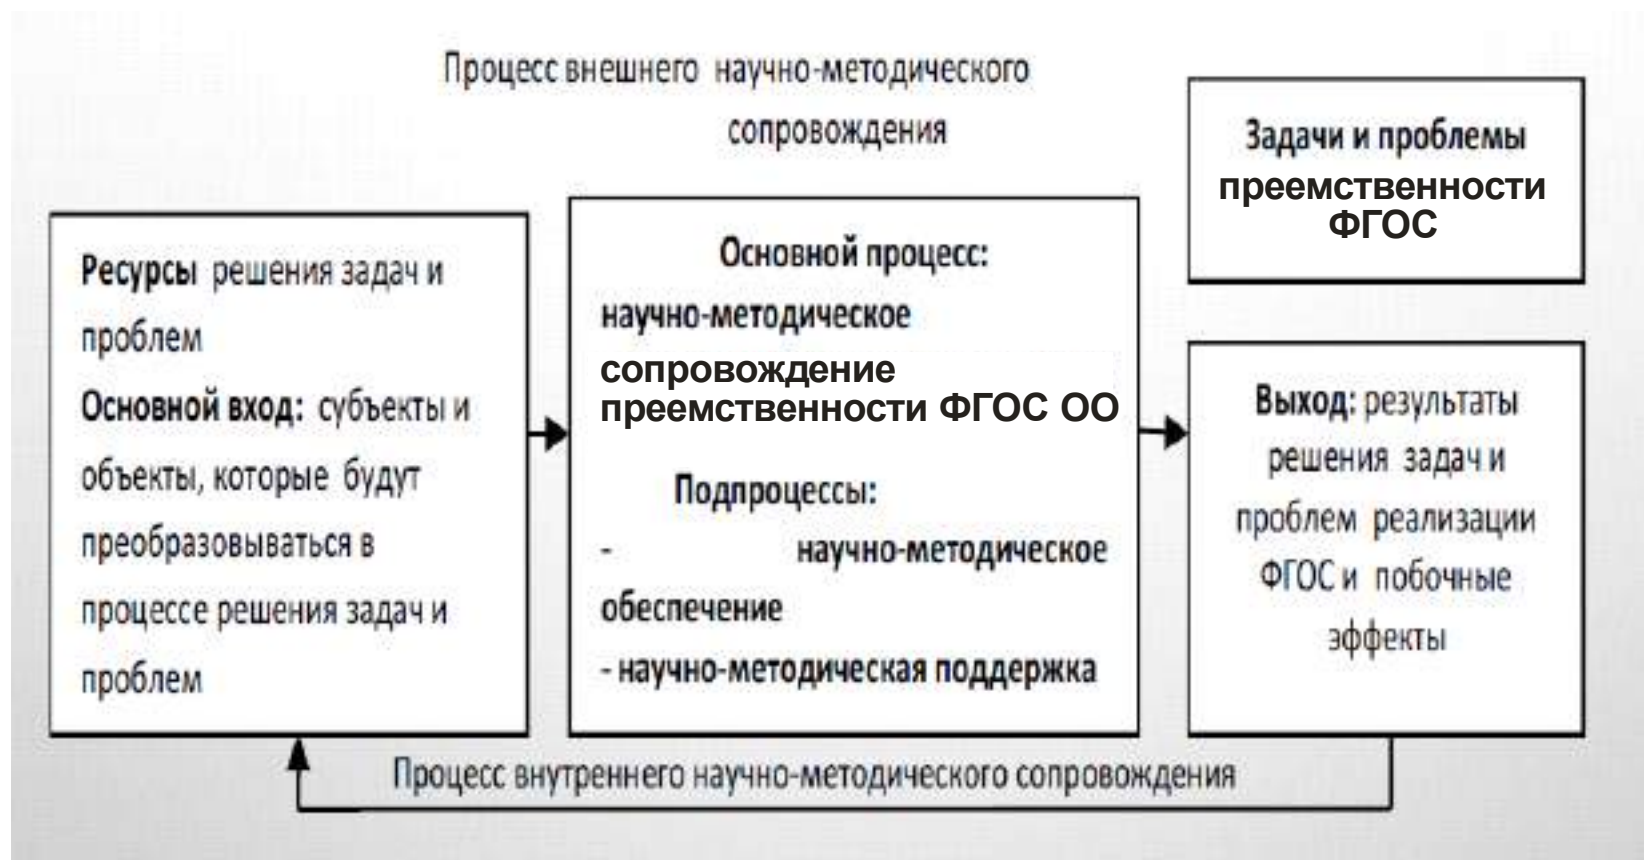 Процесс внешнего научно-методического
сопровождения
Задачи и проблемы
преемственности
ФГОС
Ресурсы решения задач и
проблем
Основной вход: субъекты и
объекты, которые будут
преобразовываться в
процессе решения задач и
проблем
Основной процесс:
научно-методическое
сопровождение
преемственности ФГОС ОО
Подпроцессы:
- научно-методическое
обеспечение
- научно-методическая поддержка
Выход: результаты
решения задач и
проблем реализации
ФГОС и побочные
эффекты
Процесс внутреннего научно-методического сопровождения